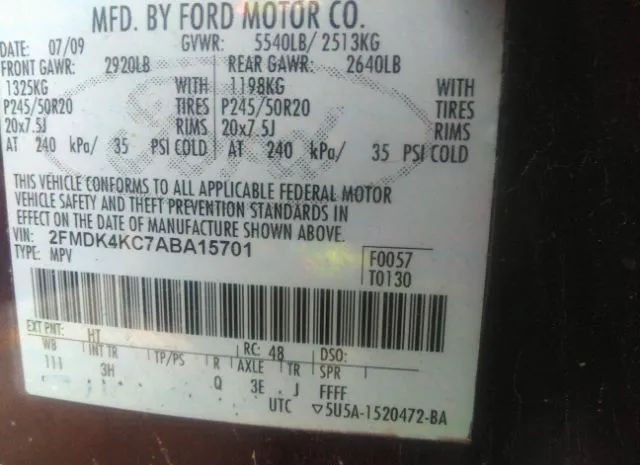 MFD. BY FORD MOTOR CO.
DATE: 07/09 GVWR: 5540LB/ 2513KG
FRONT GAWR: 2920LB REAR GAWR: 2640LB
1325KG WITH 1198KG WITH
P245/50R20 TIRES P245/50R20 TIRES
20x7.5J RIMS 20x7.5J RIMS
AT 240 kPa/ 35 PSI COLD AT 240 kPa/ 35 PSI COLD
THIS VEHICLE CONFORMS TO ALL APPLICABLE FEDERAL MOTOR
VEHICLE SAFETY AND THEFT PREVENTION STANDARDS IN
EFFECT ON THE DATE OF MANUFACTURE SHOWN ABOVE.
VIN: 2FMDK4KC7ABA15701
TYPE: MPV
F0057
T0130
EXT PNT: HT RC: 48 DSO:
WB INT TR TP/PS R AXLE TR SPR
111 3H Q 3E J FFFF
UTC ▽5U5A-1520472-BA